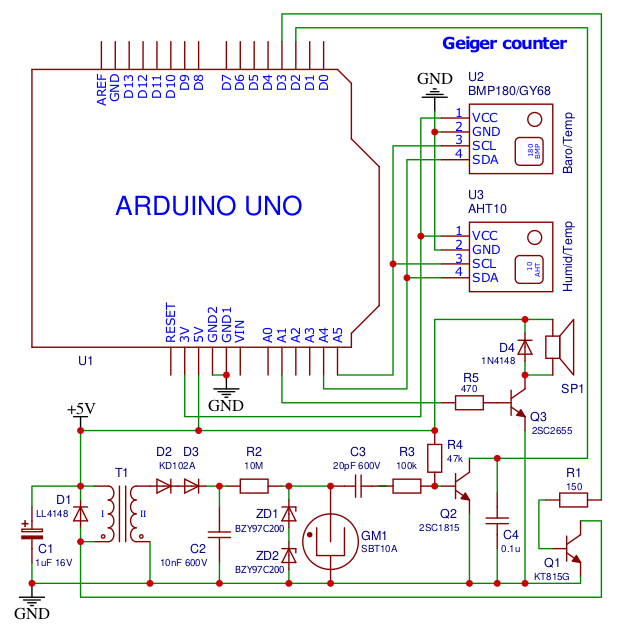 Geiger counter
AREF
GND
D13
D12
D11
D10
D9
D8
D7
D6
D5
D4
D3
D2
D1
D0
ARDUINO UNO
RESET
3V
5V
GND2
GND1
VIN
A0
A1
A2
A3
A4
A5
U1
GND
GND
U2
BMP180/GY68
1 VCC
2 GND
3 SCL
4 SDA
180
BMP
Baro/Temp
U3
AHT10
1 VCC
2 GND
3 SCL
4 SDA
10
AHT
Humid/Temp
D4
1N4148
SP1
R5
470
Q3
2SC2655
+5V
T1
I
II
D1
LL4148
C1
1uF 16V
+
GND
D2
D3
KD102A
R2
10M
C2
10nF 600V
ZD1
BZY97C200
ZD2
BZY97C200
C3
20pF 600V
GM1
SBT10A
R3
100k
R4
47k
Q2
2SC1815
C4
0.1u
R1
150
Q1
KT815G